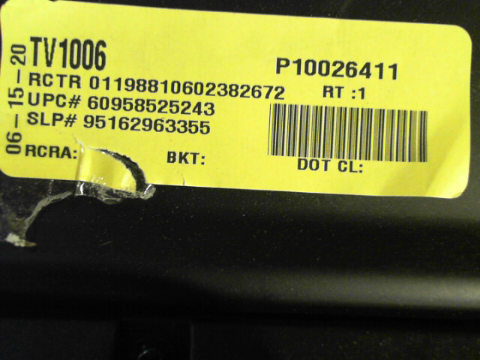 06-15-20
TV1006
P10026411
RCTR 01198810602382672
RT :1
UPC# 60958525243
SLP# 95162963355
RCRA:
BKT:
DOT CL: